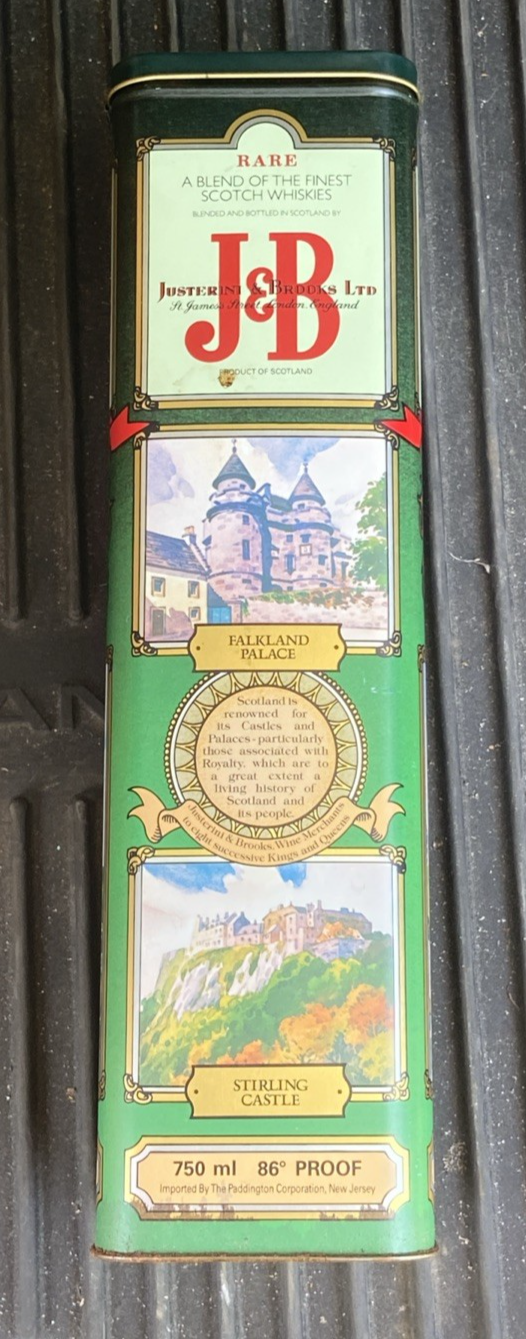 RARE
A BLEND OF THE FINEST
SCOTCH WHISKIES
BLENDED AND BOTTLED IN SCOTLAND BY
J&B
JUSTERINI & BROOKS LTD
St James's Street London, England
PRODUCT OF SCOTLAND
FALKLAND
PALACE
Scotland is
renowned for
its Castles and
Palaces - particularly
those associated with
Royalty, which are to
a great extent a
living history of
Scotland and
its people.
Justerini & Brooks, Wine Merchants
to eight successive Kings and Queens
STIRLING
CASTLE
750 ml 86° PROOF
Imported By The Paddington Corporation, New Jersey